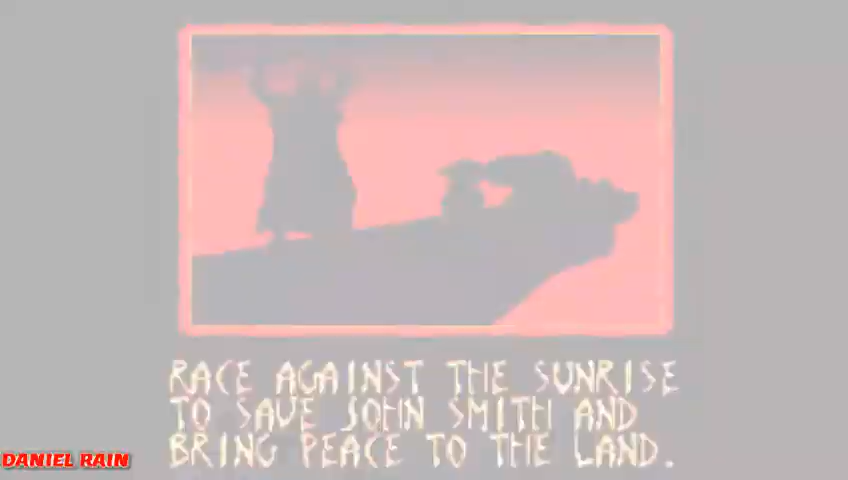 RACE AGAINST THE SUNRISE
TO SAVE JOHN SMITH AND
BRING PEACE TO THE LAND.
DANIEL RAIN